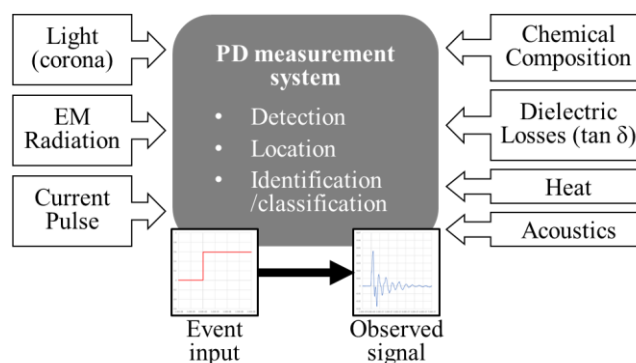 Light
(corona)
EM
Radiation
Current
Pulse
PD measurement
system
• Detection
• Location
• Identification
/classification
Chemical
Composition
Dielectric
Losses (tan δ)
Heat
Acoustics
Event
input
Observed
signal